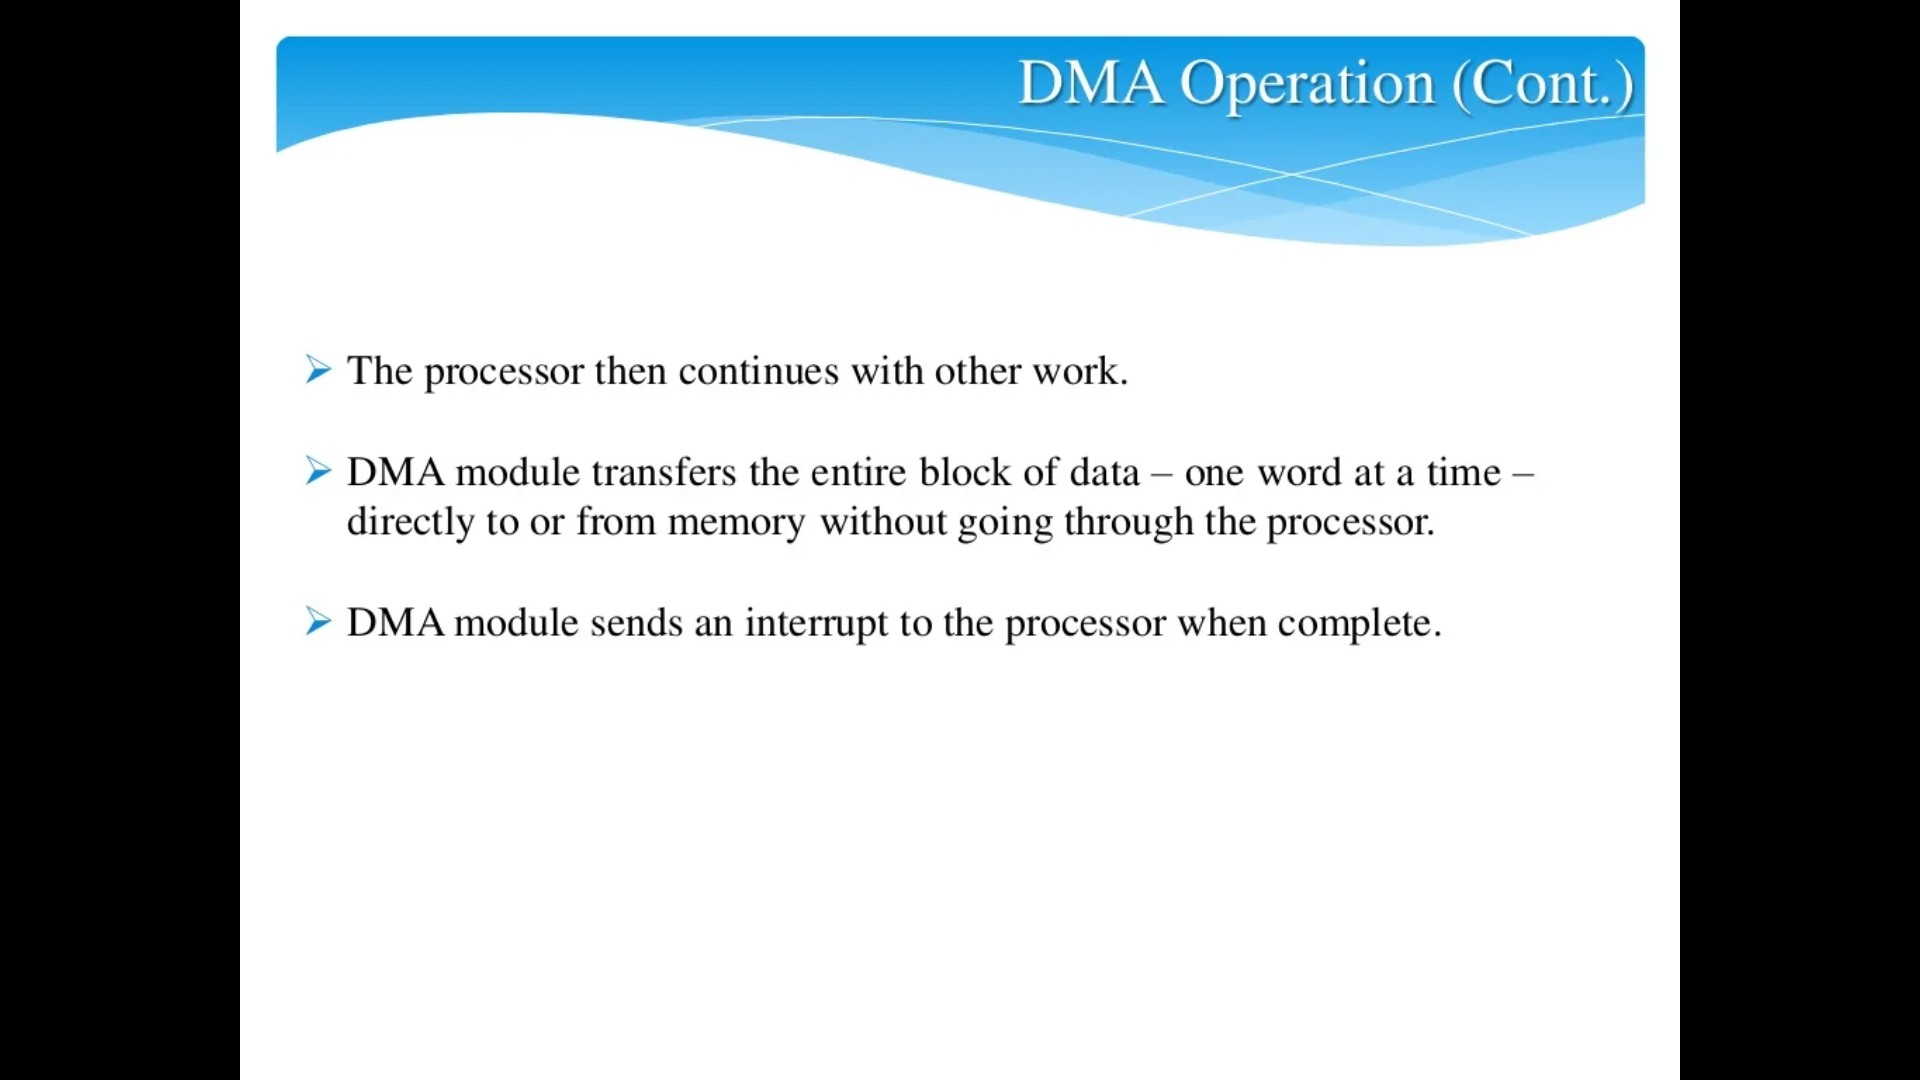 DMA Operation (Cont.)
The processor then continues with other work.
DMA module transfers the entire block of data – one word at a time –
directly to or from memory without going through the processor.
DMA module sends an interrupt to the processor when complete.